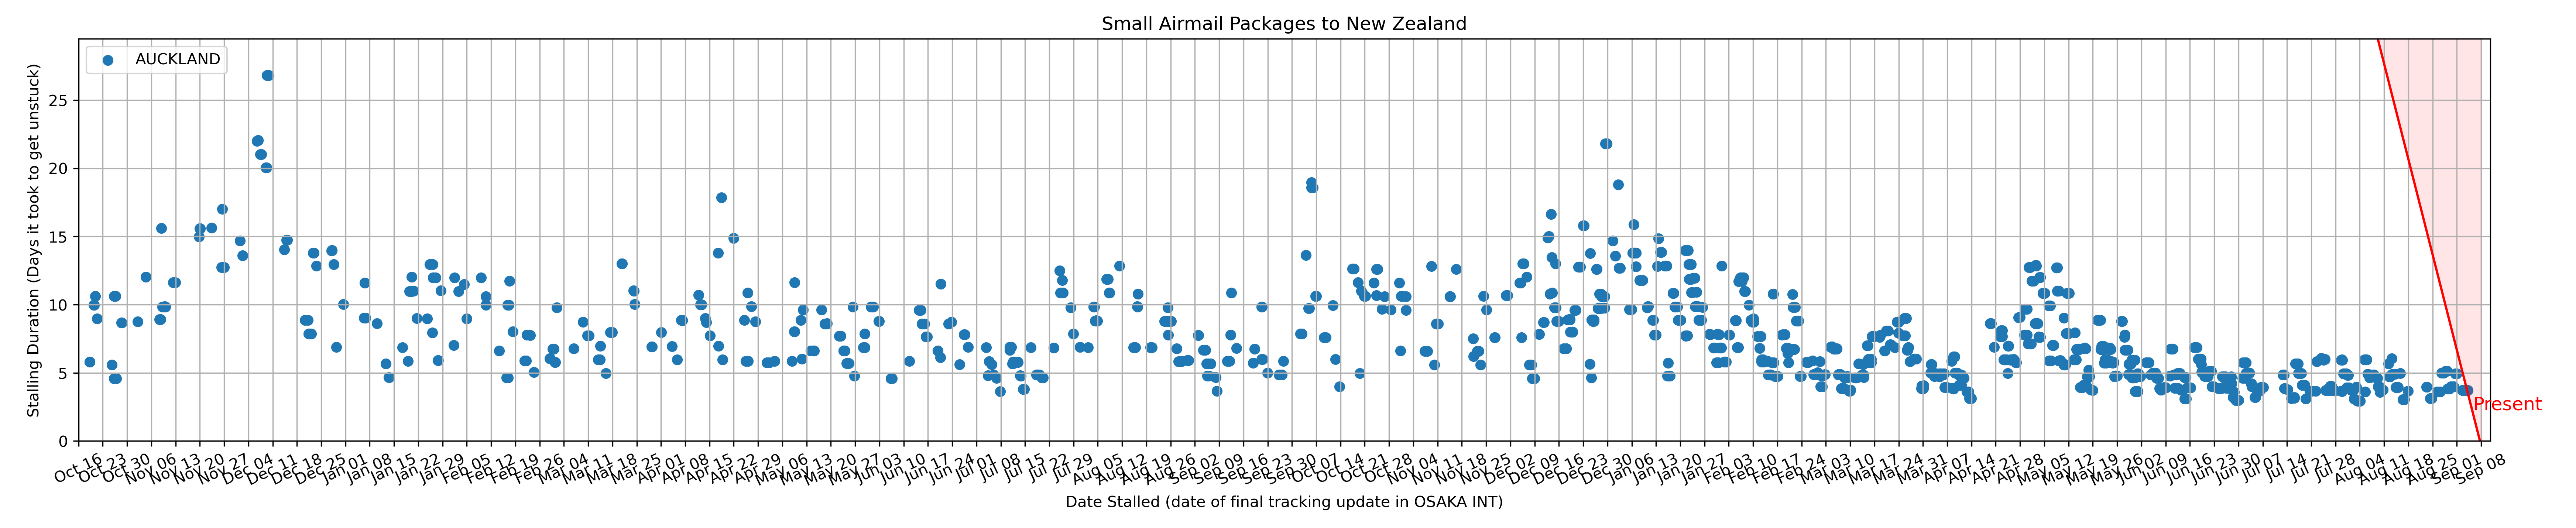 Small Airmail Packages to New Zealand
AUCKLAND
Stalling Duration (Days it took to get unstuck)
25
20
15
10
5
0
Present
Oct 16
Oct 23
Oct 30
Nov 06
Nov 13
Nov 20
Nov 27
Dec 04
Dec 11
Dec 18
Dec 25
Jan 01
Jan 08
Jan 15
Jan 22
Jan 29
Feb 05
Feb 12
Feb 19
Feb 26
Mar 04
Mar 11
Mar 18
Mar 25
Apr 01
Apr 08
Apr 15
Apr 22
Apr 29
May 06
May 13
May 20
May 27
Jun 03
Jun 10
Jun 17
Jun 24
Jul 01
Jul 08
Jul 15
Jul 22
Jul 29
Aug 05
Aug 12
Aug 19
Aug 26
Sep 02
Sep 09
Sep 16
Sep 23
Sep 30
Oct 07
Oct 14
Oct 21
Oct 28
Nov 04
Nov 11
Nov 18
Nov 25
Dec 02
Dec 09
Dec 16
Dec 23
Dec 30
Jan 06
Jan 13
Jan 20
Jan 27
Feb 03
Feb 10
Feb 17
Feb 24
Mar 03
Mar 10
Mar 17
Mar 24
Mar 31
Apr 07
Apr 14
Apr 21
Apr 28
May 05
May 12
May 19
May 26
Jun 02
Jun 09
Jun 16
Jun 23
Jun 30
Jul 07
Jul 14
Jul 21
Jul 28
Aug 04
Aug 11
Aug 18
Aug 25
Sep 01
Sep 08
Date Stalled (date of final tracking update in OSAKA INT)